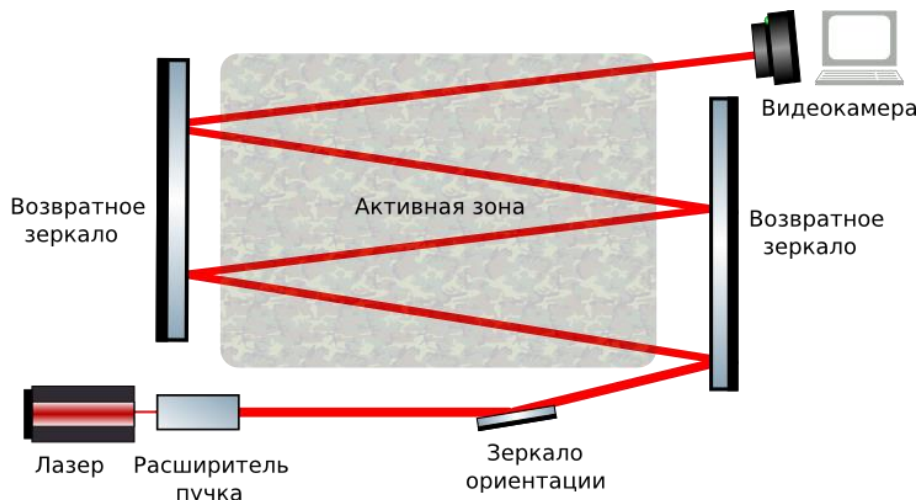 Видеокамера
Возвратное
зеркало
Активная зона
Возвратное
зеркало
Лазер
Расширитель
пучка
Зеркало
ориентации